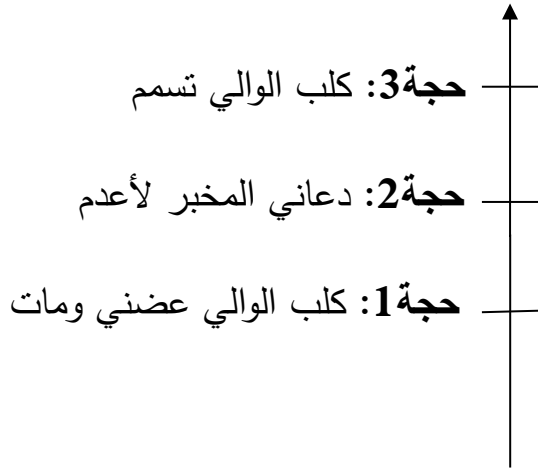 حجة3: كلب الوالي تسمم
حجة2: دعاني المخبر لأعدم
حجة1: كلب الوالي عضني ومات